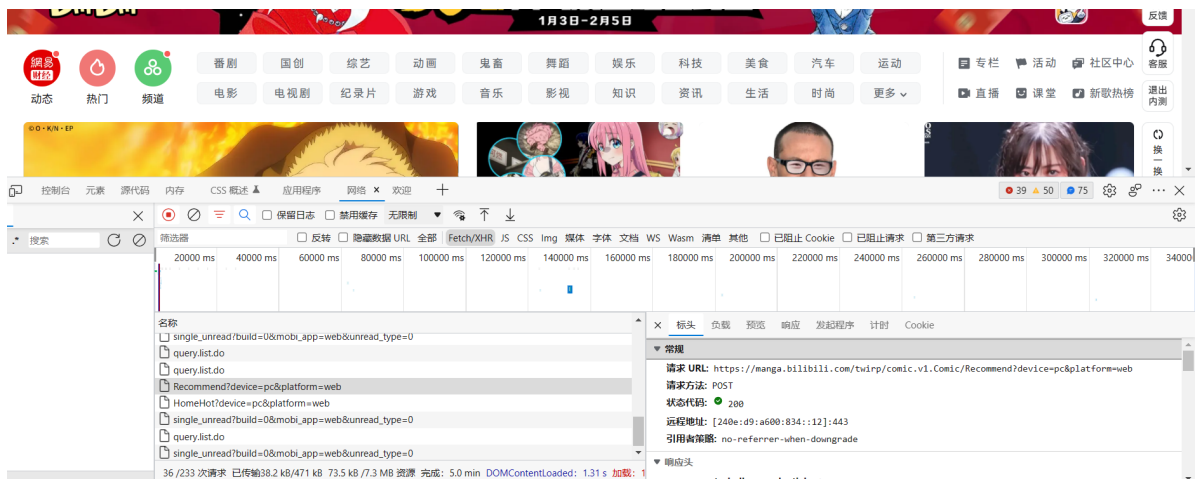 1月3日-2月5日
反馈
番剧 国创 综艺 动画 鬼畜 舞蹈 娱乐 科技 美食 汽车 运动 专栏 活动 社区中心 客服
網易
财经
动态 热门 频道 电影 电视剧 纪录片 游戏 音乐 影视 知识 资讯 生活 时尚 更多 直播 课堂 新歌热榜 退出
内测
©O・K/N・EP
换
一
换
控制台 元素 源代码 内存 CSS 概述 应用程序 网络 × 欢迎 39 50 75
保留日志 禁用缓存 无限制
.* 搜索 筛选器 反转 隐藏数据 URL 全部 Fetch/XHR JS CSS Img 媒体 字体 文档 WS Wasm 清单 其他 已阻止 Cookie 已阻止请求 第三方请求
20000 ms 40000 ms 60000 ms 80000 ms 100000 ms 120000 ms 140000 ms 160000 ms 180000 ms 200000 ms 220000 ms 240000 ms 260000 ms 280000 ms 300000 ms 320000 ms 34000
名称
single_unread?build=0&mobi_app=web&unread_type=0
query.list.do
query.list.do
Recommend?device=pc&platform=web
HomeHot?device=pc&platform=web
single_unread?build=0&mobi_app=web&unread_type=0
query.list.do
single_unread?build=0&mobi_app=web&unread_type=0
36 /233 次请求 已传输38.2 kB/471 kB 73.5 kB /7.3 MB 资源 完成：5.0 min DOMContentLoaded：1.31 s 加载：1
标头 负载 预览 响应 发起程序 计时 Cookie
常规
请求 URL: https://manga.bilibili.com/twirp/comic.v1.Comic/Recommend?device=pc&platform=web
请求方法: POST
状态代码: 200
远程地址: [240e:d9:a600:834::12]:443
引用者策略: no-referrer-when-downgrade
响应头